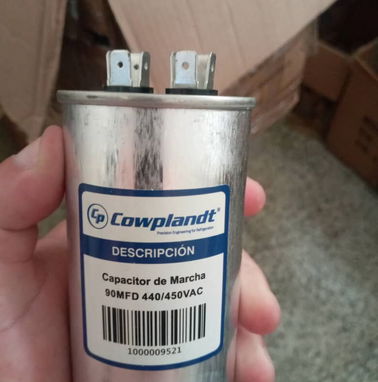 Cp Cowplandt®
Precision Engineering for Refrigeration
DESCRIPCIÓN
Capacitor de Marcha
90MFD 440/450VAC
1000009521